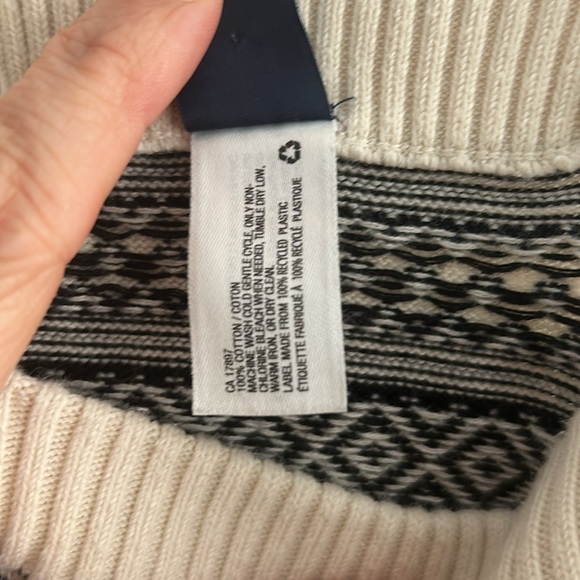 CA 17897
100% COTTON / COTON
MACHINE WASH COLD GENTLE CYCLE, ONLY NON-
CHLORINE BLEACH WHEN NEEDED, TUMBLE DRY LOW,
WARM IRON, OR DRY CLEAN.
LABEL MADE FROM 100% RECYCLED PLASTIC
ÉTIQUETTE FABRIQUÉ À 100% RECYCLÉ PLASTIQUE